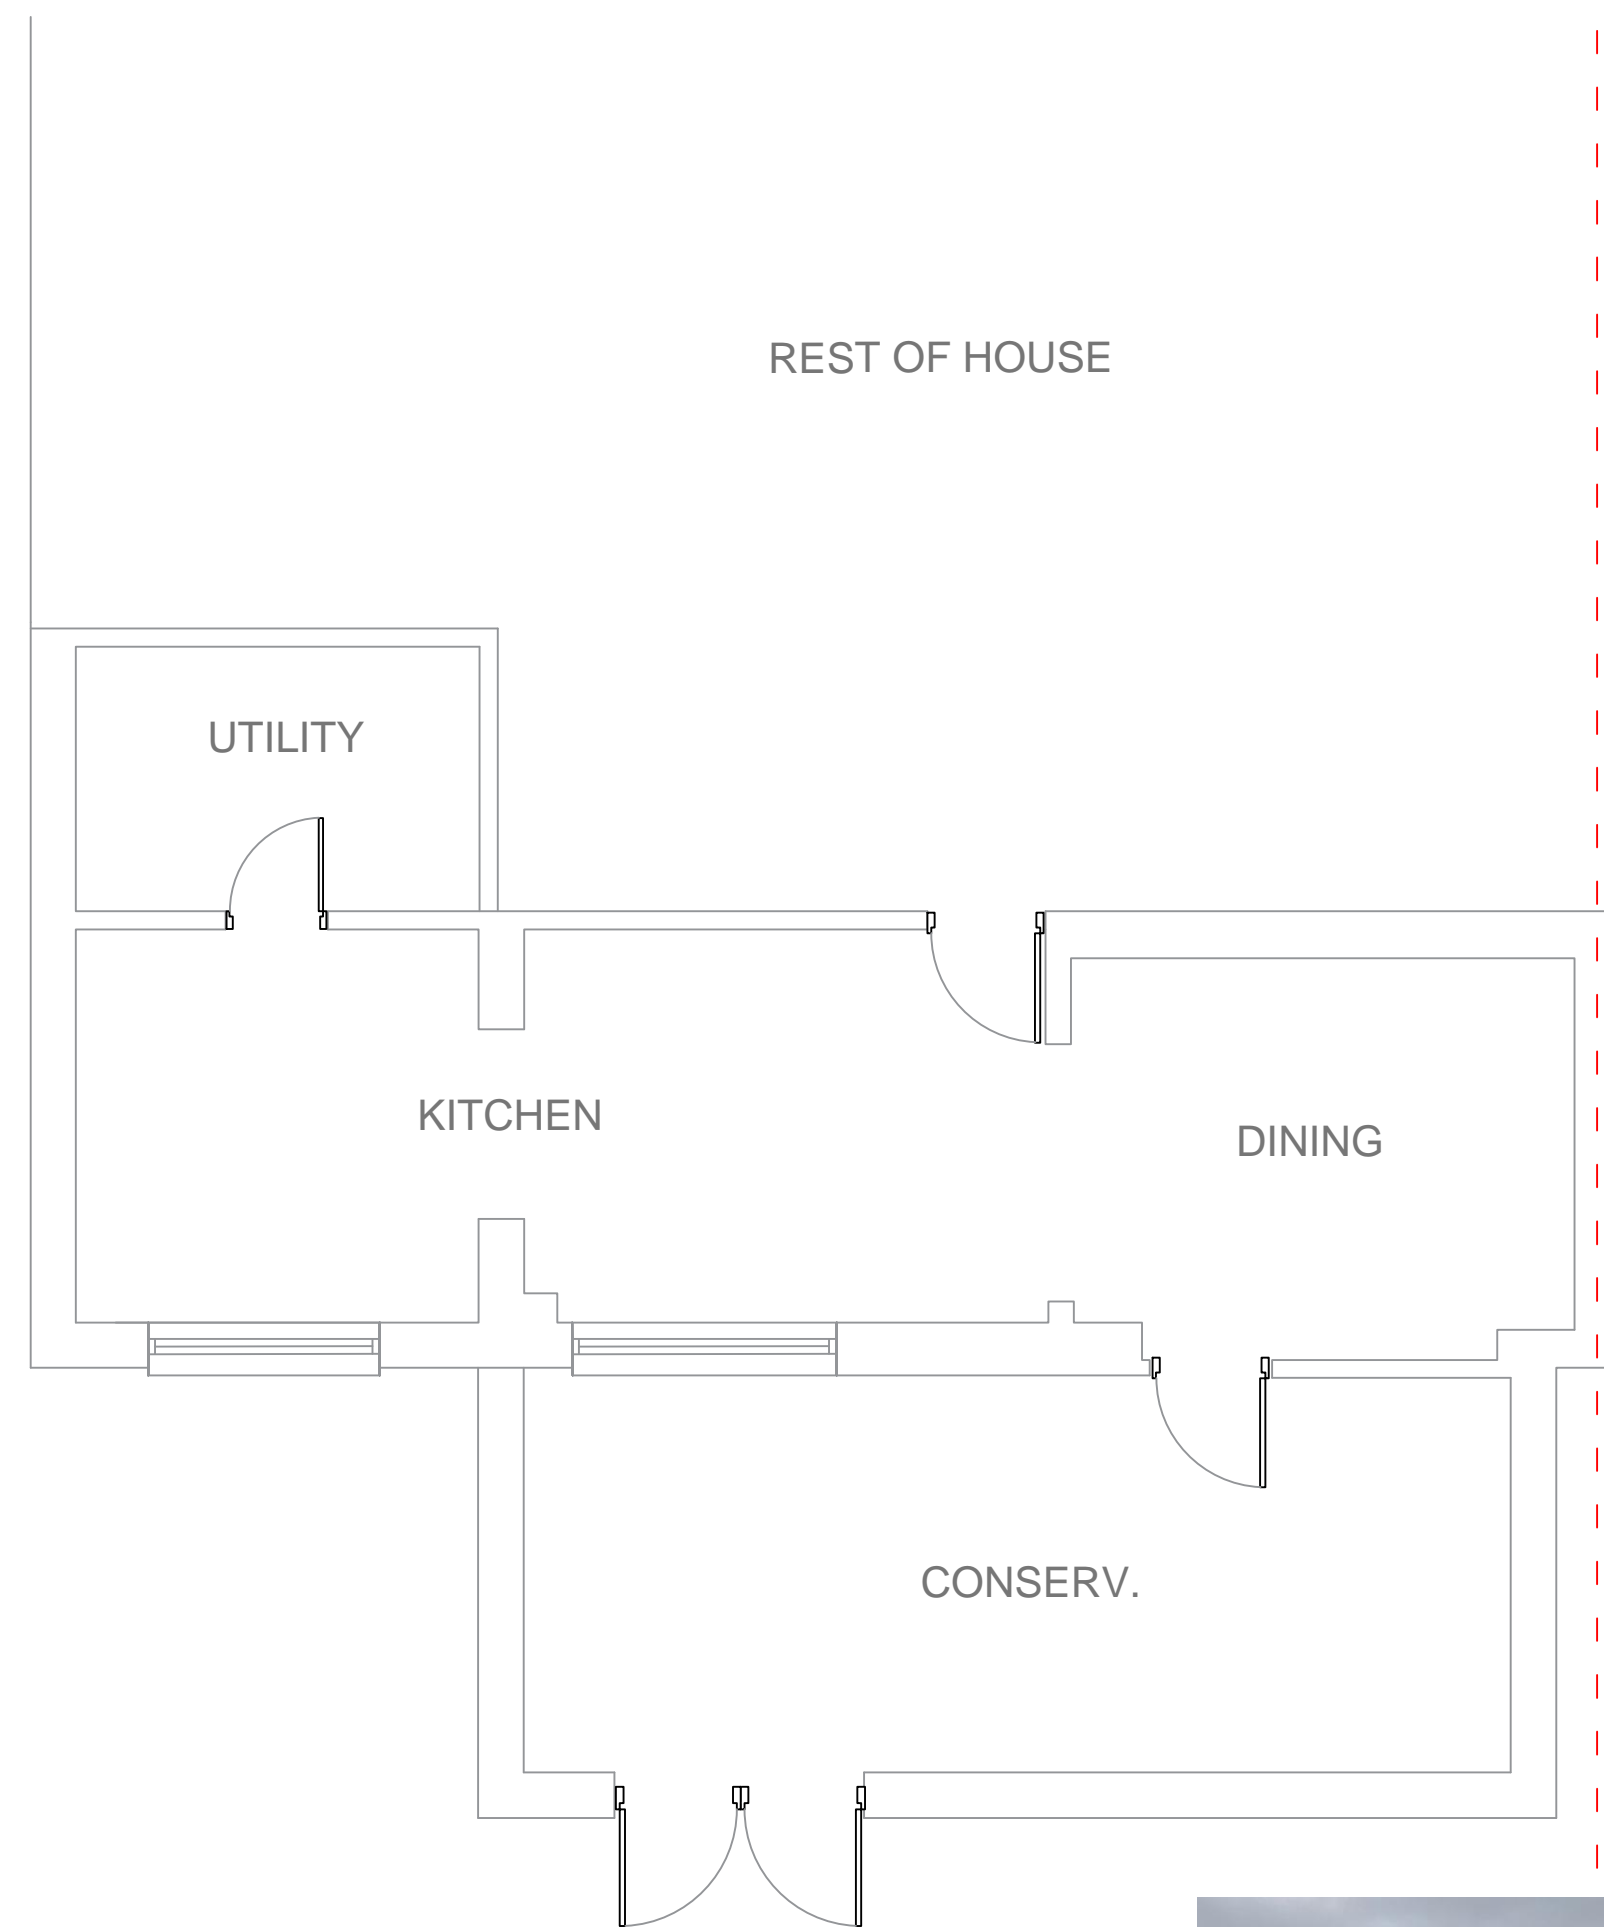 REST OF HOUSE
UTILITY
KITCHEN
DINING
CONSERV.